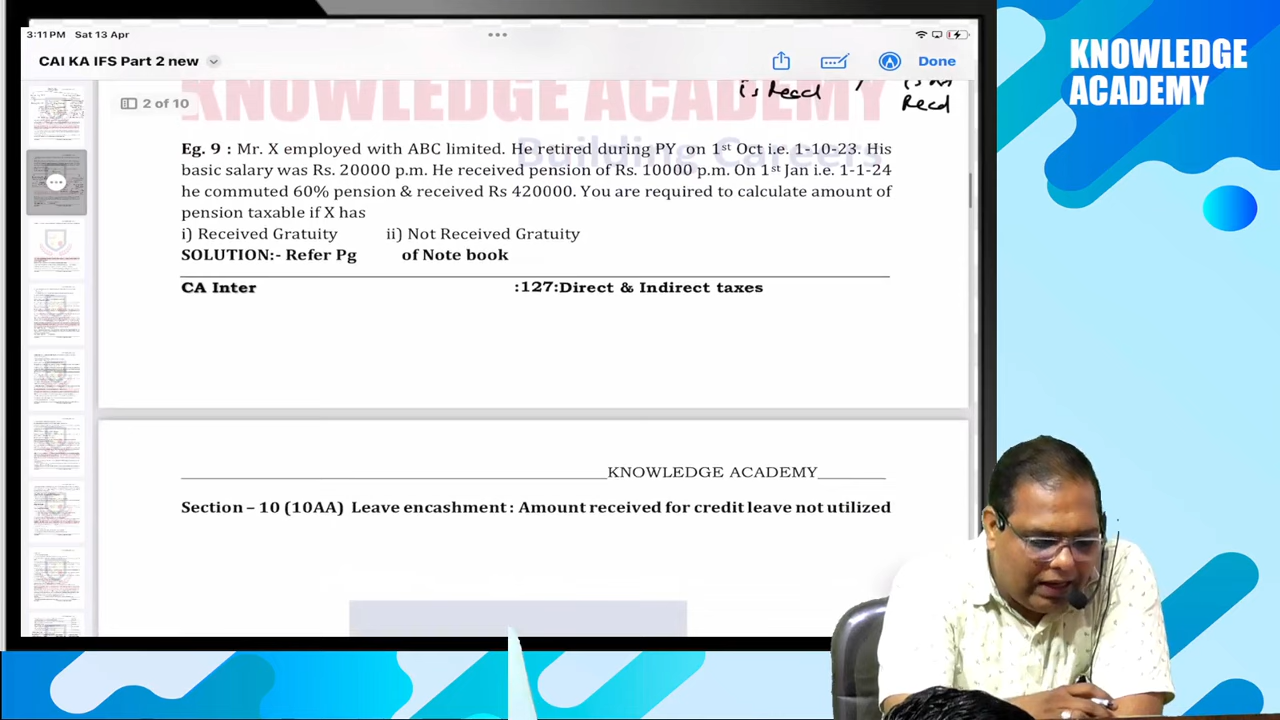 3:11 PM Sat 13 Apr
CAI KA IFS Part 2 new
Done
KNOWLEDGE
ACADEMY
KNOWLEDGE ACADEMY
2 of 10
is Recd
Recd
Eg. 9 : Mr. X employed with ABC limited. He retired during PY on 1st Oct i.e. 1-10-23. His
basic salary was Rs. 20000 p.m. He received pension of Rs. 10000 p.m. On 1st Jan i.e. 1-1-24
he commuted 60% pension & received Rs 420000. You are required to calculate amount of
pension taxable if X has
i) Received Gratuity ii) Not Received Gratuity
SOLUTION:- Refer Pg of Note book
CA Inter :127:Direct & Indirect taxes
KNOWLEDGE ACADEMY
Section – 10 (10AA) Leave encashment : Amount received for credit leave not utilized